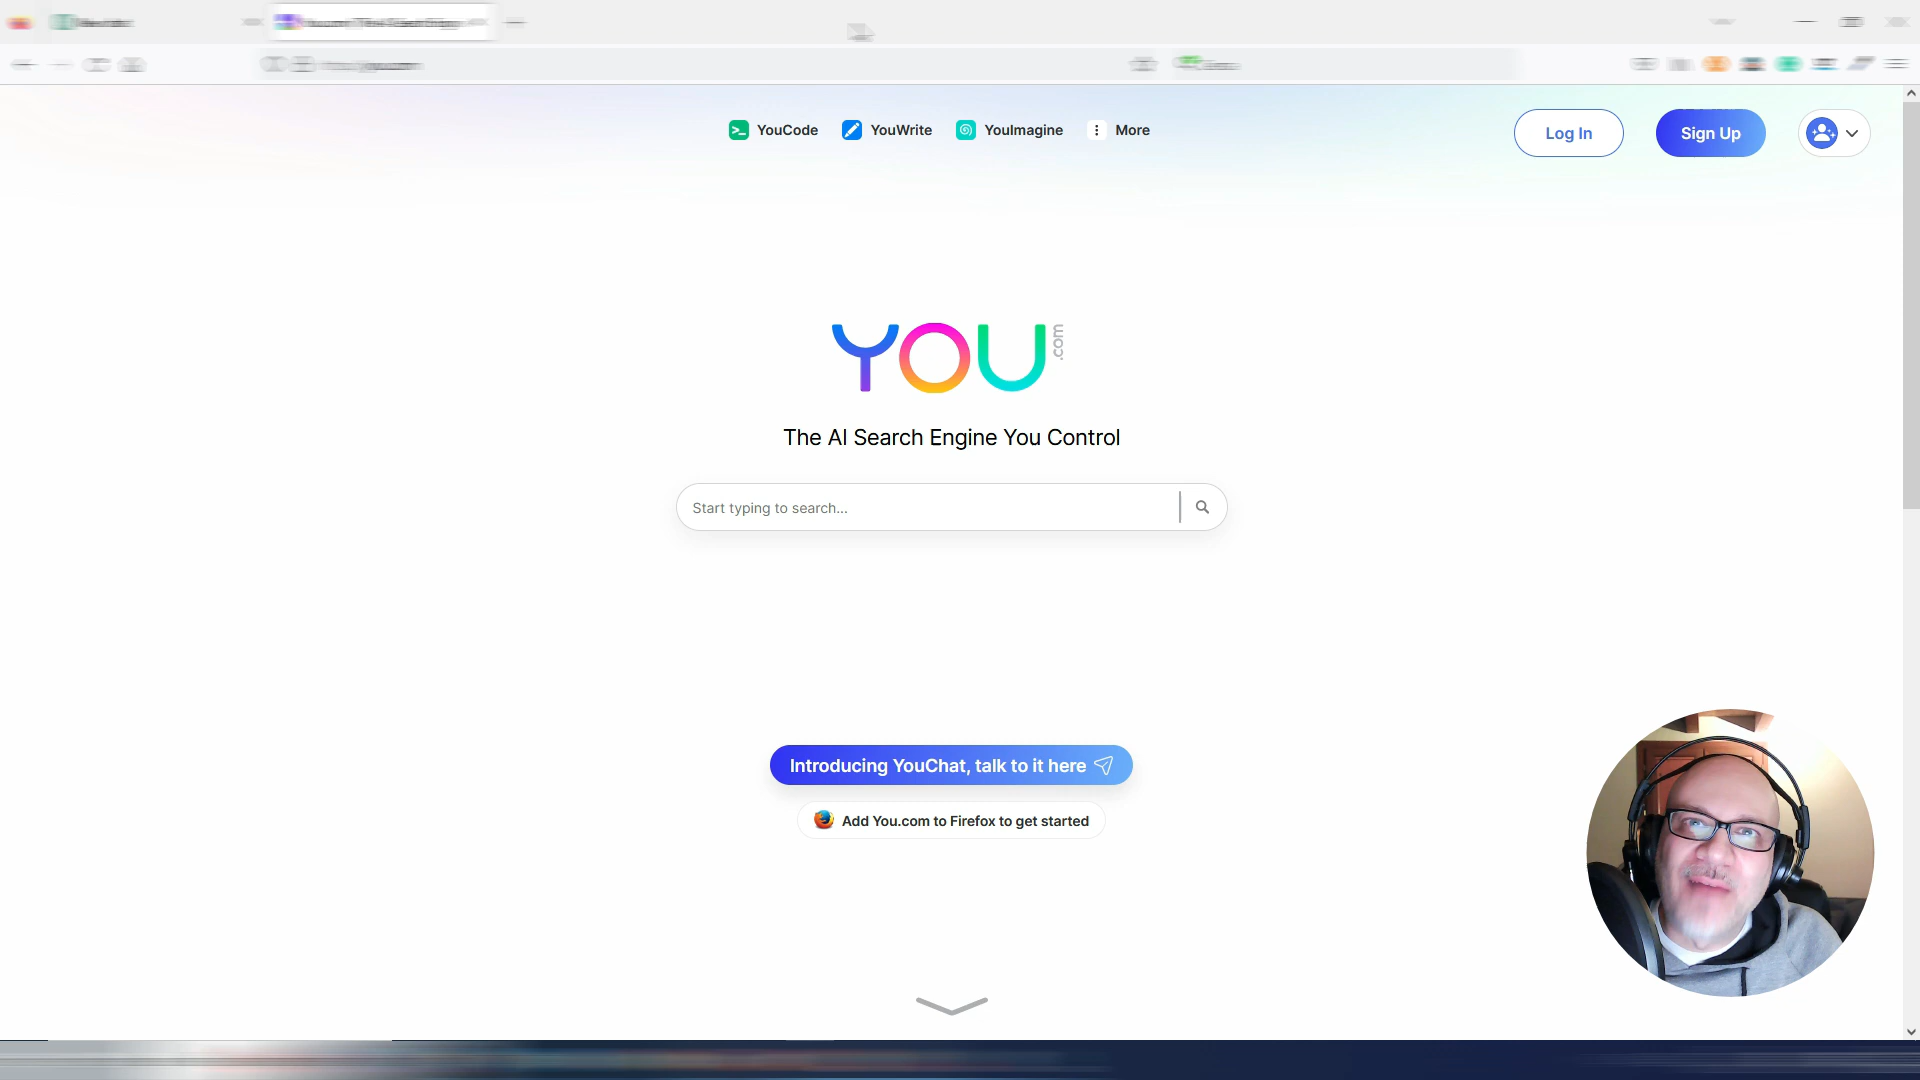 YouCode
YouWrite
YouImagine
More
Log In
Sign Up
YOU.com
The AI Search Engine You Control
Start typing to search...
Introducing YouChat, talk to it here
Add You.com to Firefox to get started